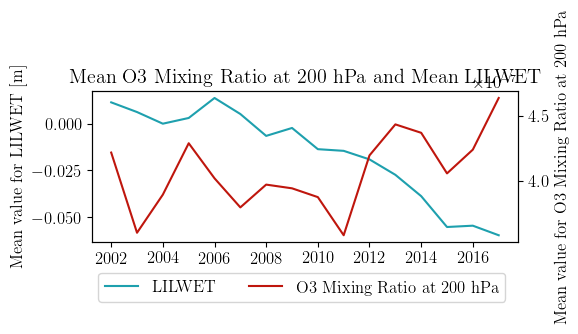 Mean O3 Mixing Ratio at 200 hPa and Mean LILWET
Mean value for LILWET [m]
0.000
−0.025
−0.050
4.5
4.0
Mean value for O3 Mixing Ratio at 200 hPa
2002 2004 2006 2008 2010 2012 2014 2016
LILWET O3 Mixing Ratio at 200 hPa